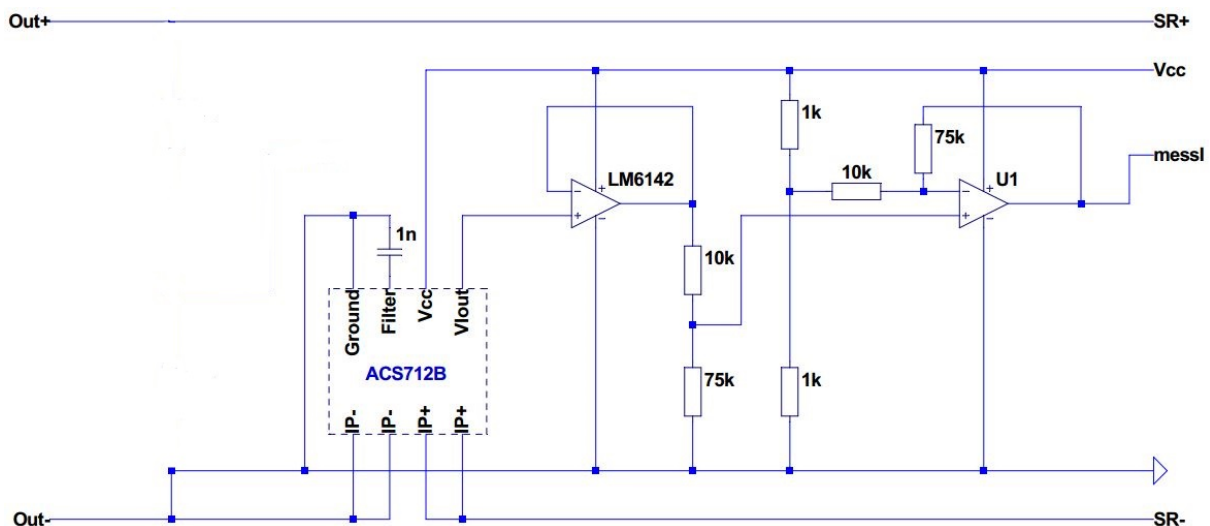 Out+
SR+
Vcc
1k
75k
messI
LM6142
10k
U1
1n
10k
Ground
Filter
Vcc
VIout
ACS712B
75k
1k
IP-
IP-
IP+
IP+
Out-
SR-